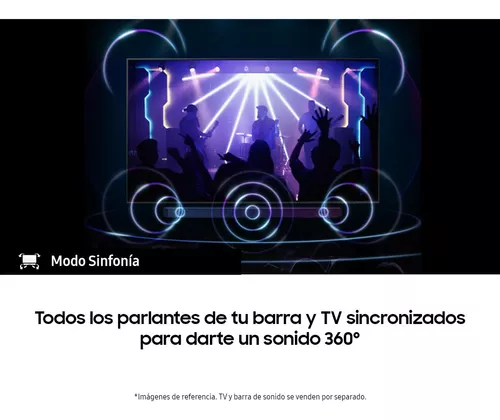 Modo Sinfonía
Todos los parlantes de tu barra y TV sincronizados
para darte un sonido 360°
*Imágenes de referencia. TV y barra de sonido se venden por separado.